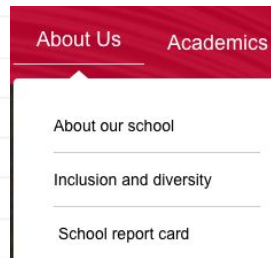 About Us Academics
About our school
Inclusion and diversity
School report card